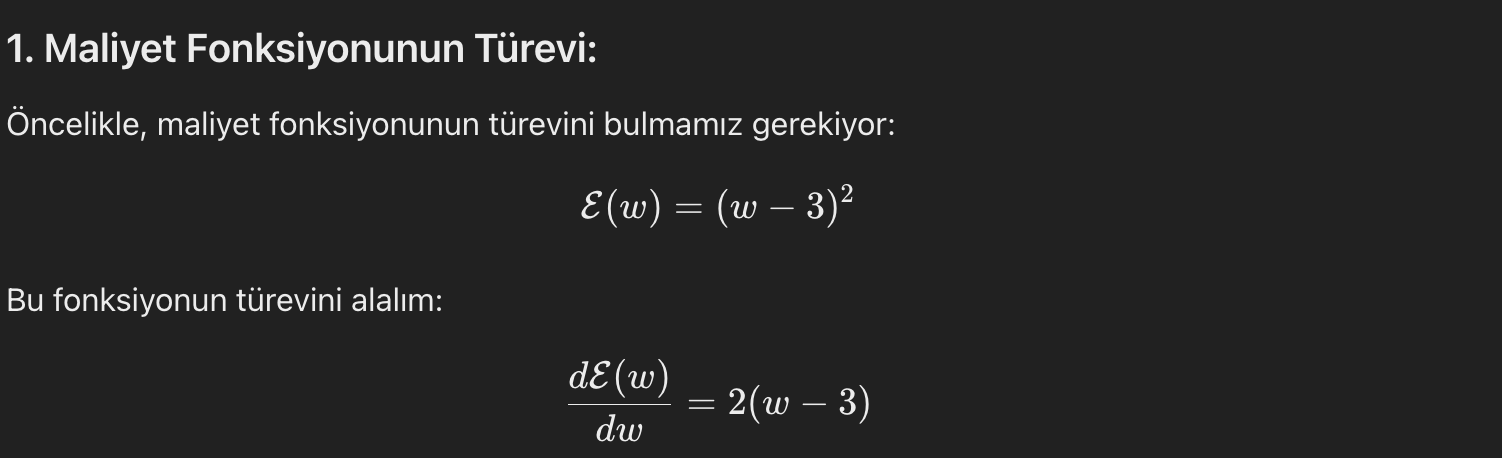 1. Maliyet Fonksiyonunun Türevi:
Öncelikle, maliyet fonksiyonunun türevini bulmamız gerekiyor:
ℰ(w) = (w − 3)²
Bu fonksiyonun türevini alalım:
dℰ(w)/dw = 2(w − 3)